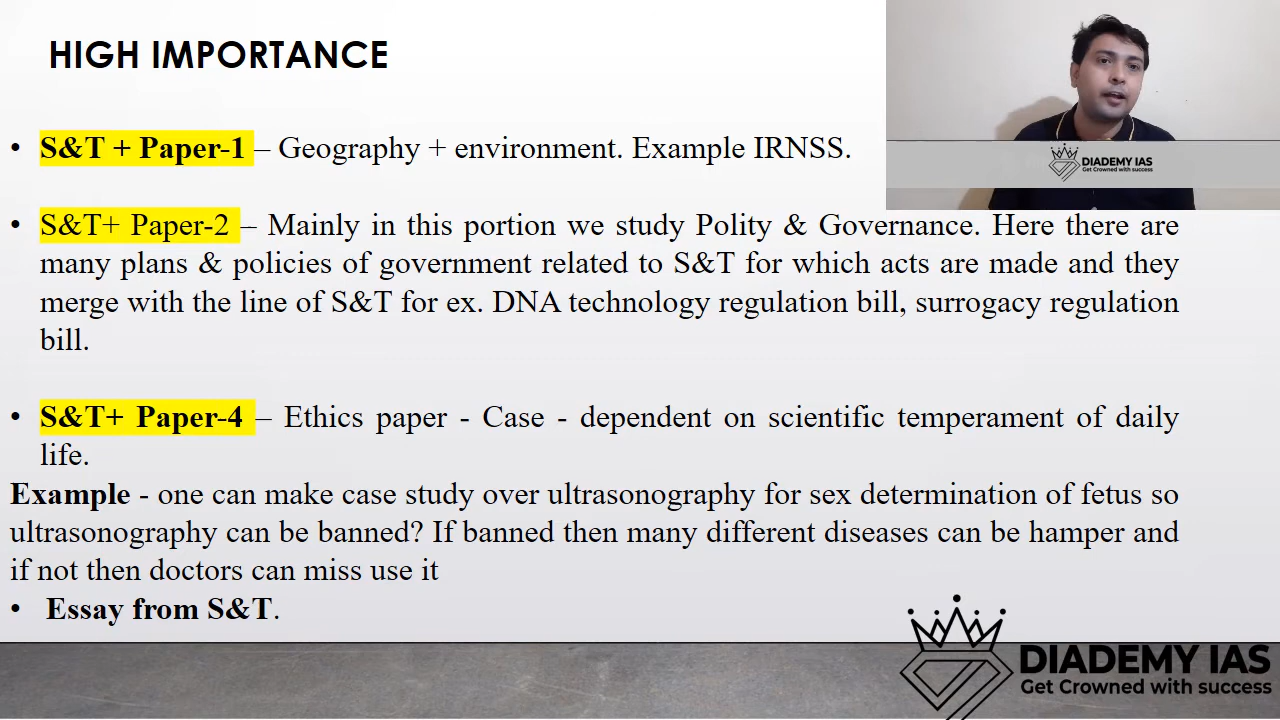 HIGH IMPORTANCE
• S&T + Paper-1 – Geography + environment. Example IRNSS.
DIADEMY IAS
Get Crowned with success
• S&T+ Paper-2 – Mainly in this portion we study Polity & Governance. Here there are
many plans & policies of government related to S&T for which acts are made and they
merge with the line of S&T for ex. DNA technology regulation bill, surrogacy regulation
bill.
• S&T+ Paper-4 – Ethics paper - Case - dependent on scientific temperament of daily
life.
Example - one can make case study over ultrasonography for sex determination of fetus so
ultrasonography can be banned? If banned then many different diseases can be hamper and
if not then doctors can miss use it
• Essay from S&T.
DIADEMY IAS
Get Crowned with success